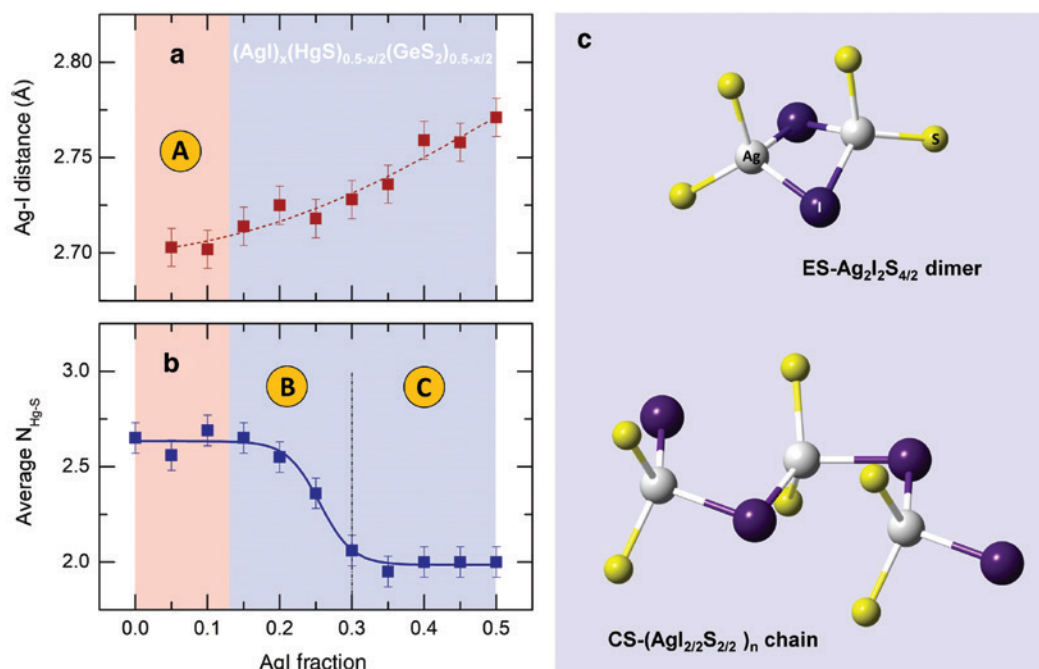 a
(AgI)ₓ(HgS)₀.₅₋ₓ/₂(GeS₂)₀.₅₋ₓ/₂
2.80
2.75
2.70
Ag-I distance (Å)
A
b
B
C
3.0
2.5
2.0
Average N_Hg-S
0.0 0.1 0.2 0.3 0.4 0.5
AgI fraction
c
Ag
S
I
ES-Ag₂I₂S₄/₂ dimer
CS-(AgI₂/₂S₂/₂ )ₙ chain